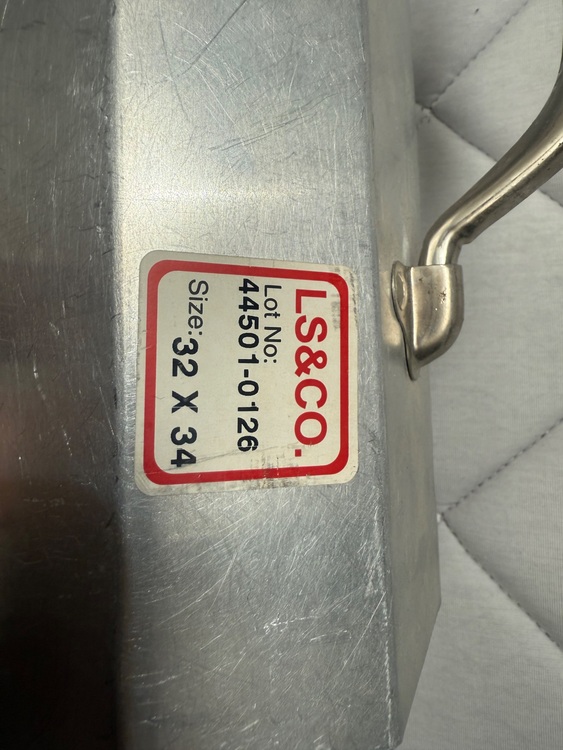 LS&CO.
Lot No:
44501-0126
Size: 32 X 34